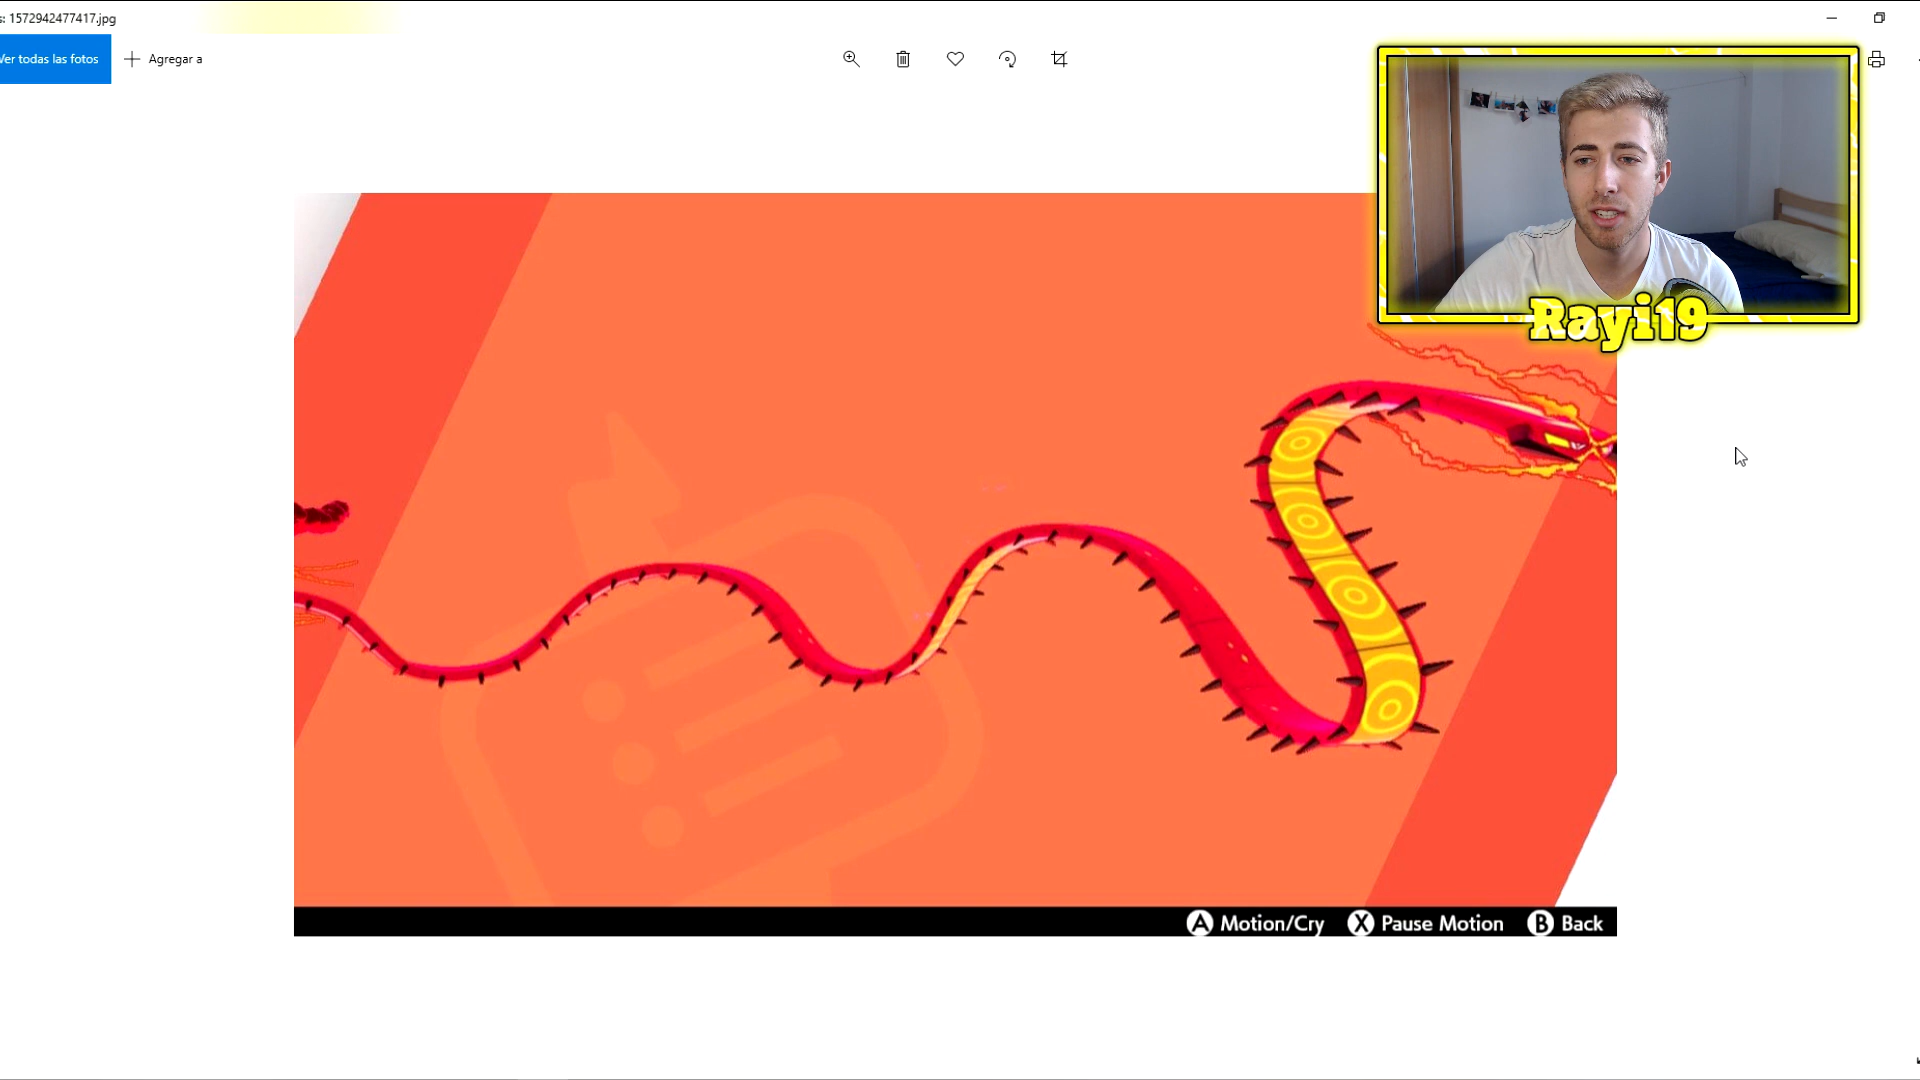 s: 1572942477417.jpg
Ver todas las fotos
Agregar a
Rayi19
A Motion/Cry X Pause Motion B Back